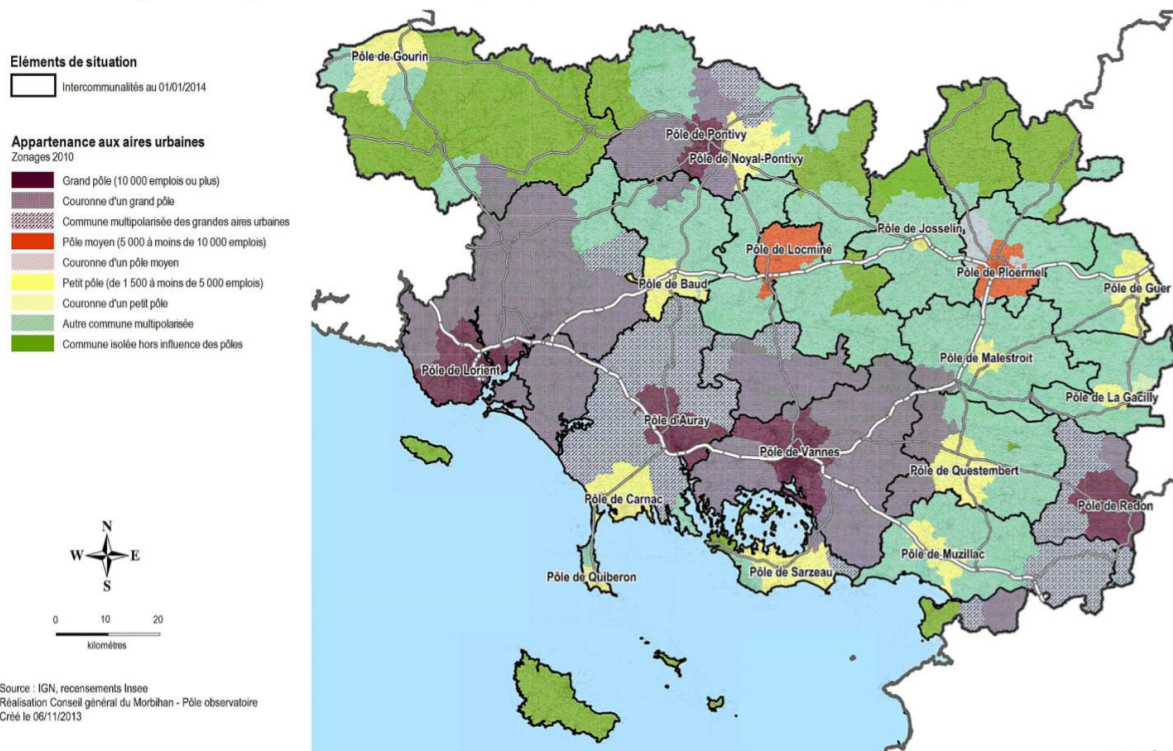 Eléments de situation
Intercommunalités au 01/01/2014
Appartenance aux aires urbaines
Zonages 2010
Grand pôle (10 000 emplois ou plus)
Couronne d'un grand pôle
Commune multipolarisée des grandes aires urbaines
Pôle moyen (5 000 à moins de 10 000 emplois)
Couronne d'un pôle moyen
Petit pôle (de 1 500 à moins de 5 000 emplois)
Couronne d'un petit pôle
Autre commune multipolarisée
Commune isolée hors influence des pôles
Pôle de Gourin
Pôle de Pontivy
Pôle de Noyal-Pontivy
Pôle de Josselin
Pôle de Locminé
Pôle de Ploërmel
Pôle de Baud
Pôle de Guer
Pôle de Malestroit
Pôle de Lorient
Pôle de La Gacilly
Pôle d'Auray
Pôle de Vannes
Pôle de Questembert
Pôle de Carnac
Pôle de Redon
Pôle de Muzillac
Pôle de Quiberon
Pôle de Sarzeau
N
W E
S
0 10 20
kilomètres
Source : IGN, recensements Insee
Réalisation Conseil général du Morbihan - Pôle observatoire
Créé le 06/11/2013